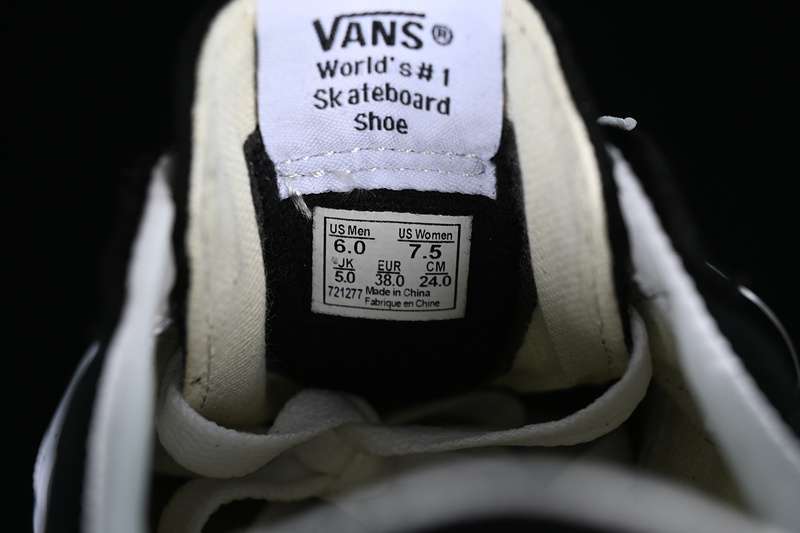 VANS®
World's #1
Skateboard
Shoe
US Men US Women
6.0 7.5
JK EUR CM
5.0 38.0 24.0
721277 Made in China
Fabrique en Chine